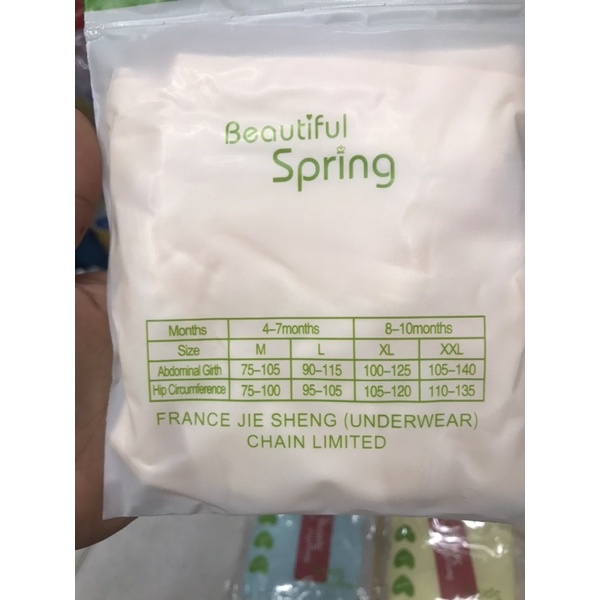 Beautiful
Spring
Months 4-7months 8-10months
Size M L XL XXL
Abdominal Girth 75-105 90-115 100-125 105-140
Hip Circumference 75-100 95-105 105-120 110-135
FRANCE JIE SHENG (UNDERWEAR)
CHAIN LIMITED